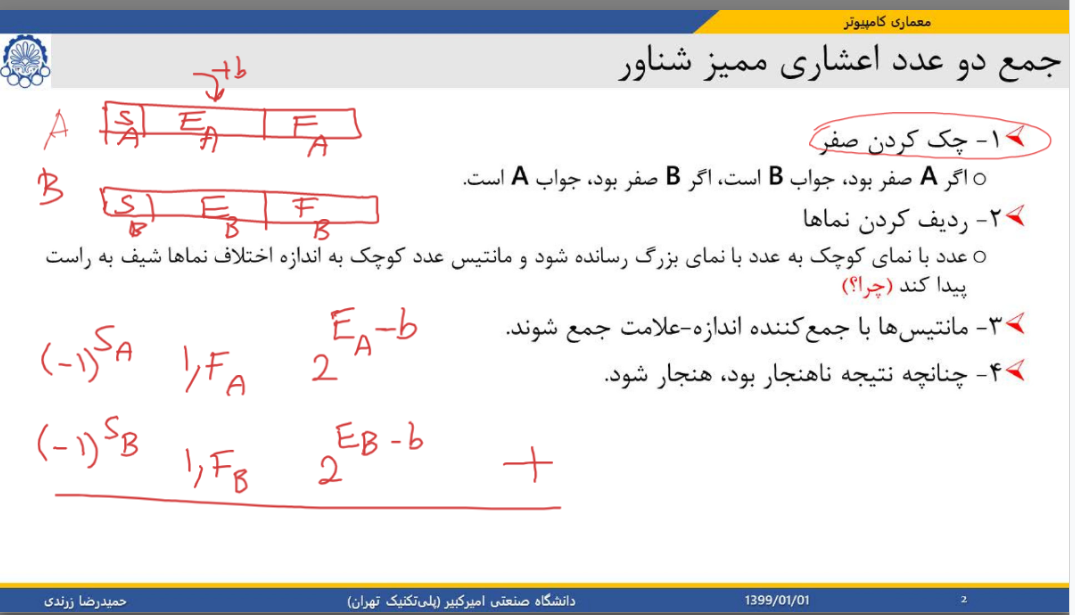 معماری کامپیوتر
جمع دو عدد اعشاری ممیز شناور
۱- چک کردن صفر
اگر A صفر بود، جواب B است، اگر B صفر بود، جواب A است.
۲- ردیف کردن نماها
عدد با نمای کوچک به عدد با نمای بزرگ رسانده شود و مانتیس عدد کوچک به اندازه اختلاف نماها شیف به راست
پیدا کند (چرا؟)
۳- مانتیس‌ها با جمع‌کننده اندازه-علامت جمع شوند.
۴- چنانچه نتیجه ناهنجار بود، هنجار شود.
+b
A S_A E_A F_A
B S_B E_B F_B
(-1)^S_A 1,F_A 2^E_A-b
(-1)^S_B 1,F_B 2^E_B-b +
حمیدرضا زرندی دانشگاه صنعتی امیرکبیر (پلی‌تکنیک تهران) 1399/01/01 2